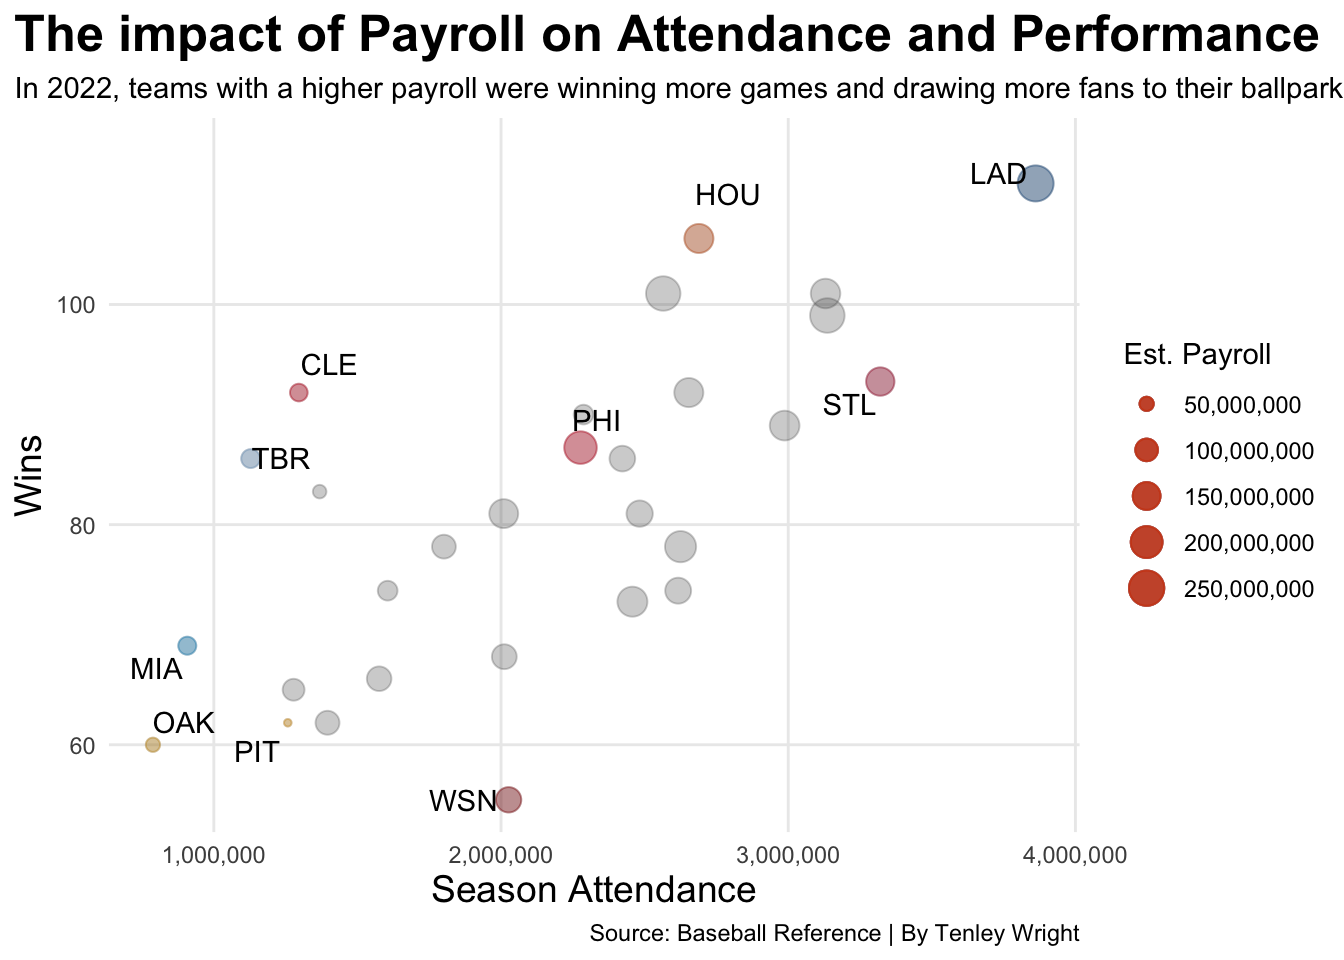 The impact of Payroll on Attendance and Performance
In 2022, teams with a higher payroll were winning more games and drawing more fans to their ballpark
LAD
HOU
100
CLE
STL
PHI
TBR
80
MIA
OAK
PIT
60
WSN
Wins
1,000,000
2,000,000
3,000,000
4,000,000
Season Attendance
Est. Payroll
50,000,000
100,000,000
150,000,000
200,000,000
250,000,000
Source: Baseball Reference | By Tenley Wright